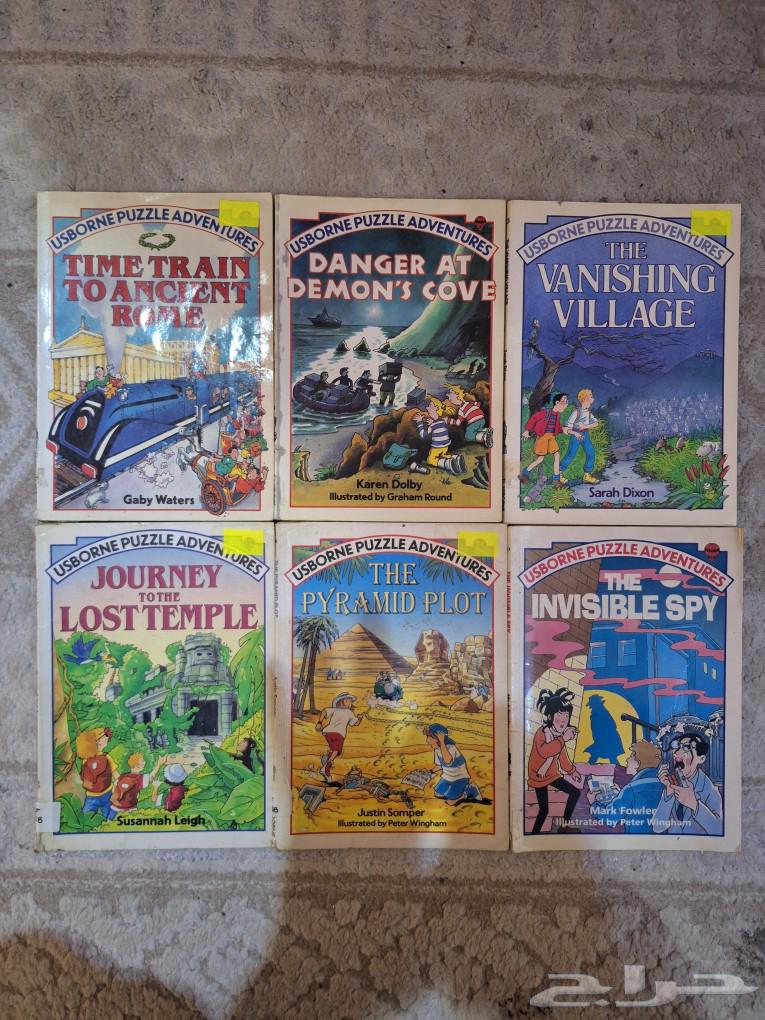 USBORNE PUZZLE ADVENTURES
TIME TRAIN
TO ANCIENT
ROME
Gaby Waters
USBORNE PUZZLE ADVENTURES
DANGER AT
DEMON'S COVE
Karen Dolby
Illustrated by Graham Round
USBORNE PUZZLE ADVENTURES
THE
VANISHING
VILLAGE
Sarah Dixon
USBORNE PUZZLE ADVENTURES
JOURNEY
TO THE
LOST TEMPLE
Susannah Leigh
USBORNE PUZZLE ADVENTURES
THE
PYRAMID PLOT
Justin Somper
Illustrated by Peter Wingham
USBORNE PUZZLE ADVENTURES
THE
INVISIBLE SPY
Mark Fowler
Illustrated by Peter Wingham
حراج